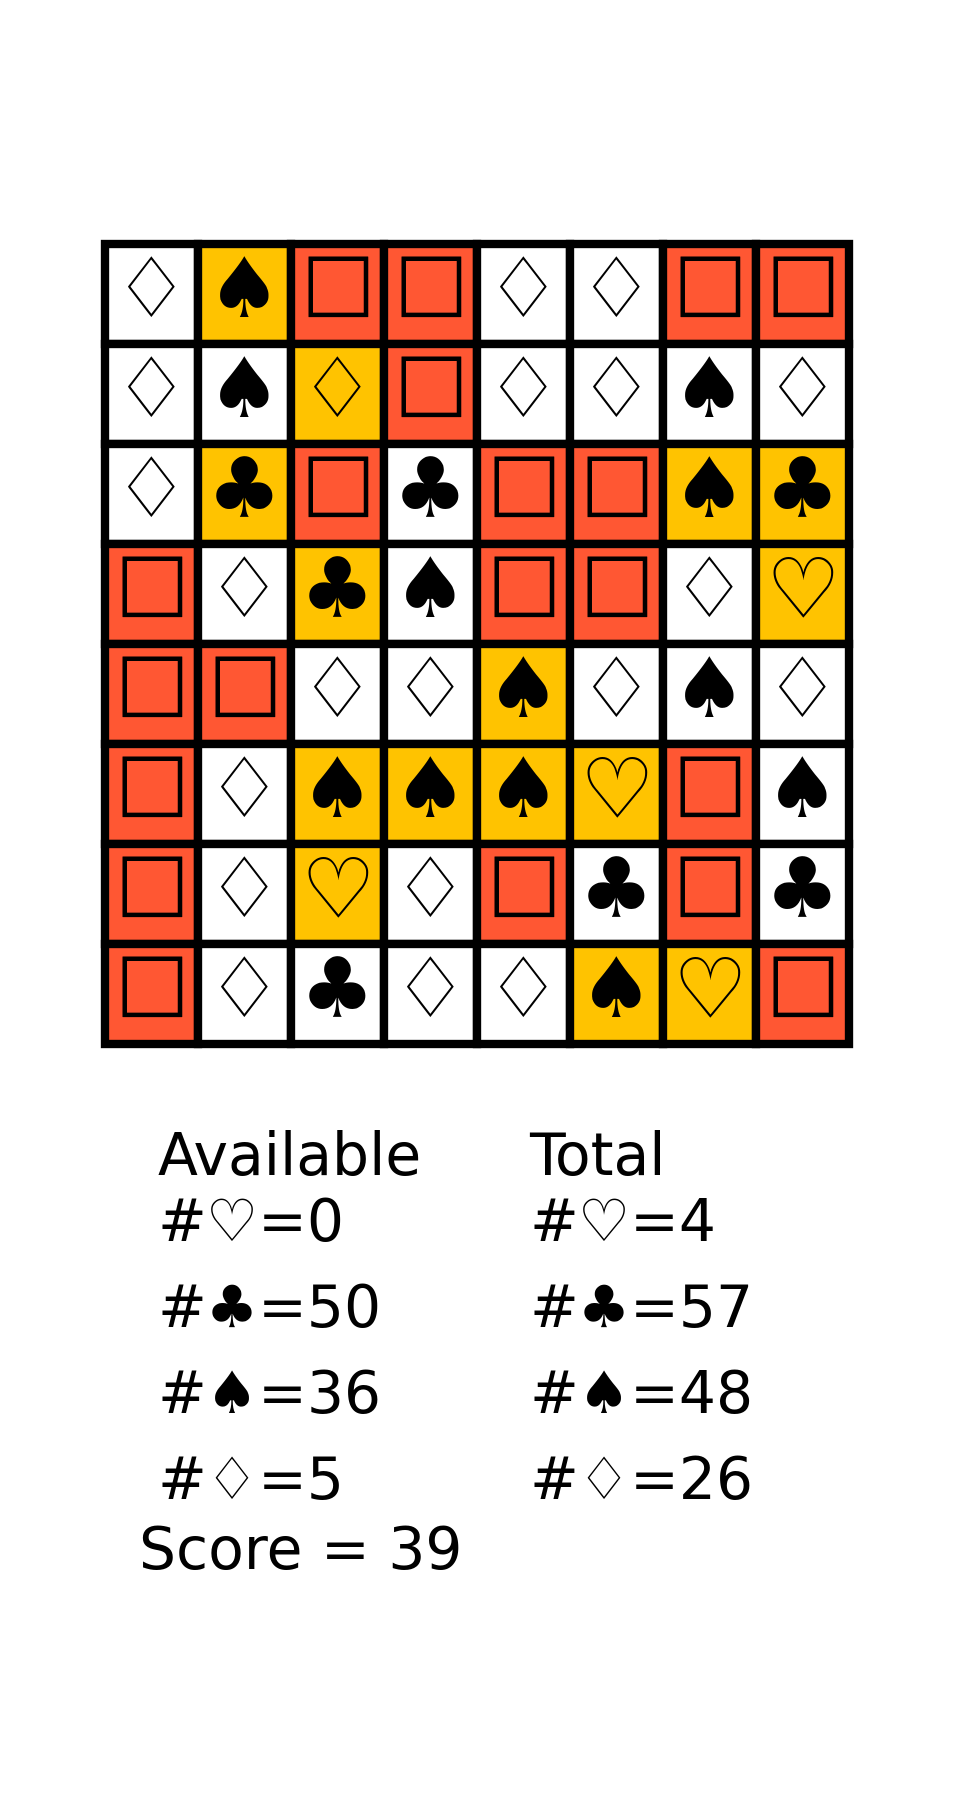 ♢ ♠ □ □ ♢ ♢ □ □
♢ ♠ ♢ □ ♢ ♢ ♠ ♢
♢ ♣ □ ♣ □ □ ♠ ♣
□ ♢ ♣ ♠ □ □ ♢ ♡
□ □ ♢ ♢ ♠ ♢ ♠ ♢
□ ♢ ♠ ♠ ♠ ♡ □ ♠
□ ♢ ♡ ♢ □ ♣ □ ♣
□ ♢ ♣ ♢ ♢ ♠ ♡ □
Available Total
#♡=0 #♡=4
#♣=50 #♣=57
#♠=36 #♠=48
#♢=5 #♢=26
Score = 39